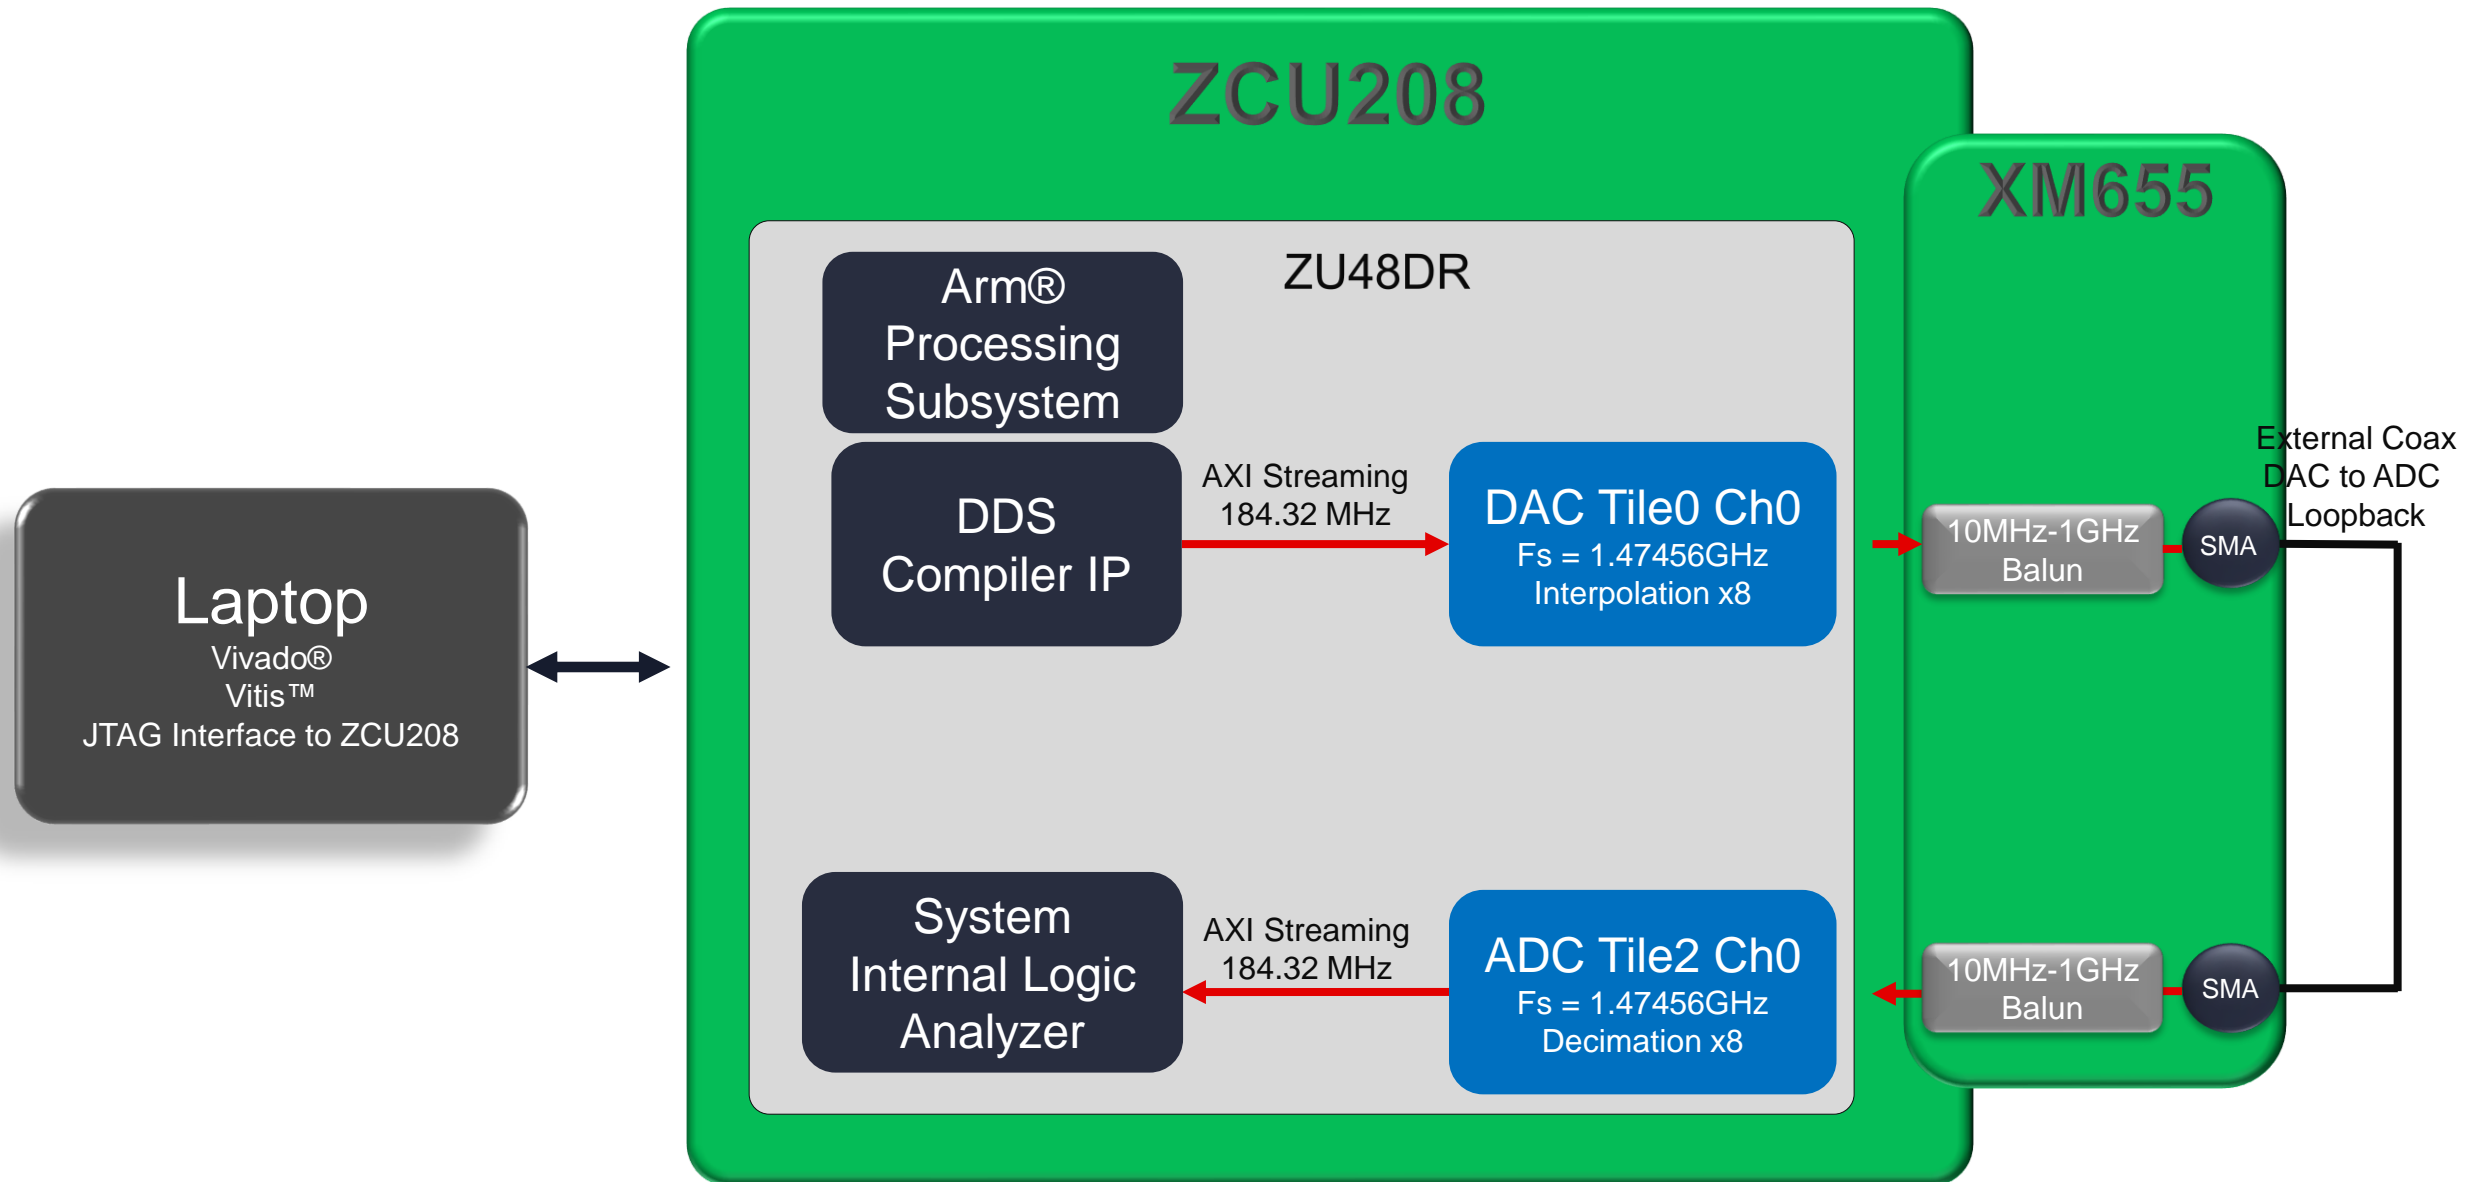 ZCU208
XM655
ZU48DR
Arm®
Processing
Subsystem
DDS
Compiler IP
AXI Streaming
184.32 MHz
DAC Tile0 Ch0
Fs = 1.47456GHz
Interpolation x8
10MHz-1GHz
Balun
SMA
External Coax
DAC to ADC
Loopback
Laptop
Vivado®
Vitis™
JTAG Interface to ZCU208
System
Internal Logic
Analyzer
AXI Streaming
184.32 MHz
ADC Tile2 Ch0
Fs = 1.47456GHz
Decimation x8
10MHz-1GHz
Balun
SMA